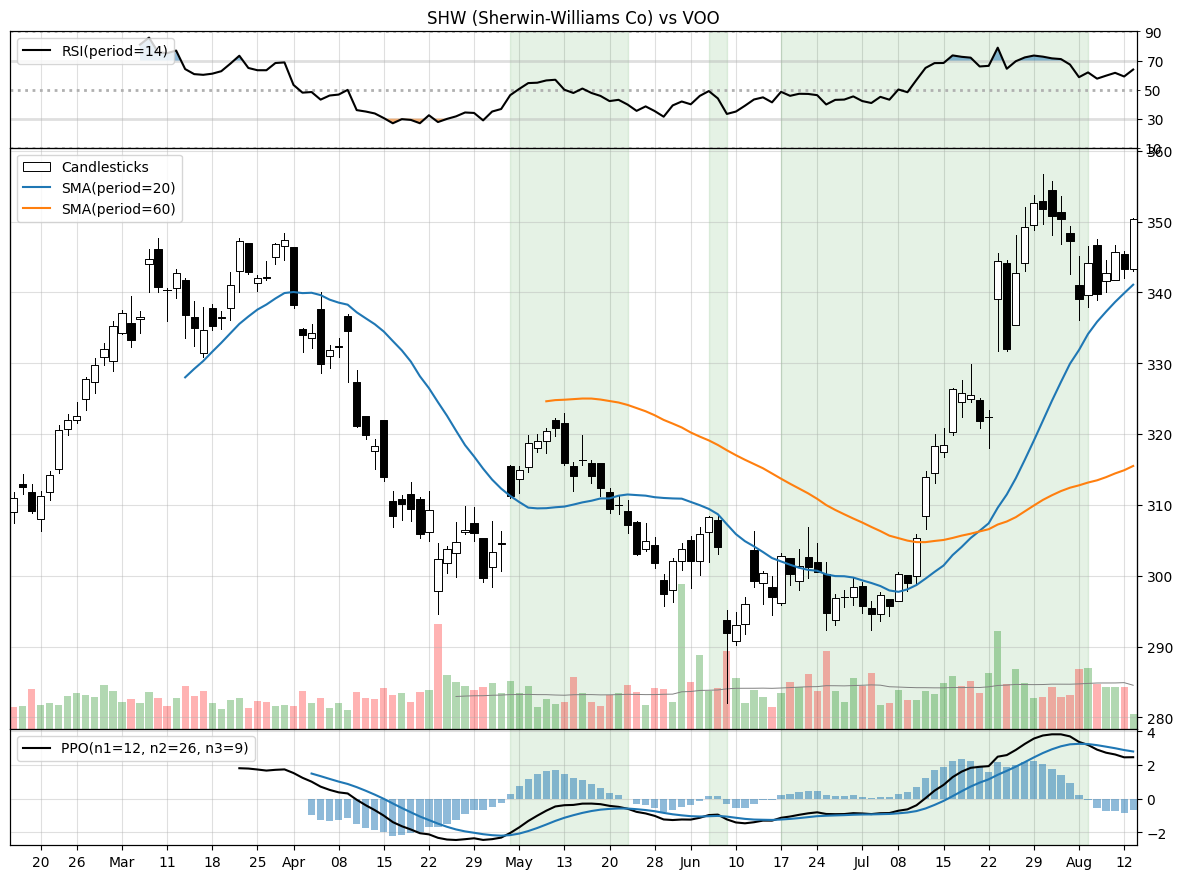 SHW (Sherwin-Williams Co) vs VOO
RSI(period=14)
90
70
50
30
10
Candlesticks
SMA(period=20)
SMA(period=60)
360
350
340
330
320
310
300
290
280
PPO(n1=12, n2=26, n3=9)
4
2
0
−2
20 26 Mar 11 18 25 Apr 08 15 22 29 May 13 20 28 Jun 10 17 24 Jul 08 15 22 29 Aug 12